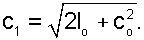 c₁ = √(2I₀ + c₀²).